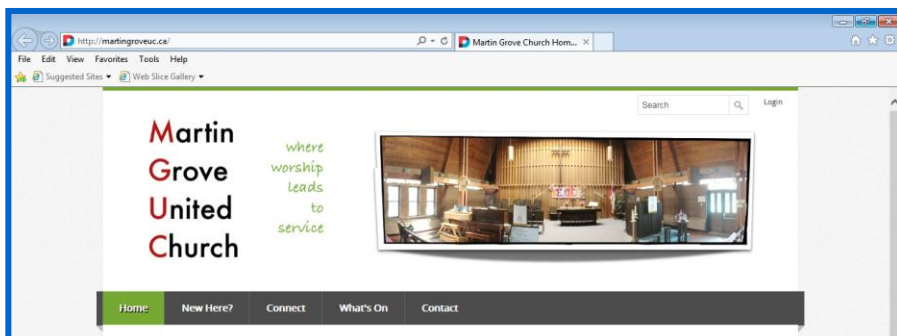 http://martingroveuc.ca/
Martin Grove Church Hom...
File Edit View Favorites Tools Help
Suggested Sites Web Slice Gallery
Search
Login
Martin
Grove
United
Church
where
worship
leads
to
service
Home New Here? Connect What's On Contact